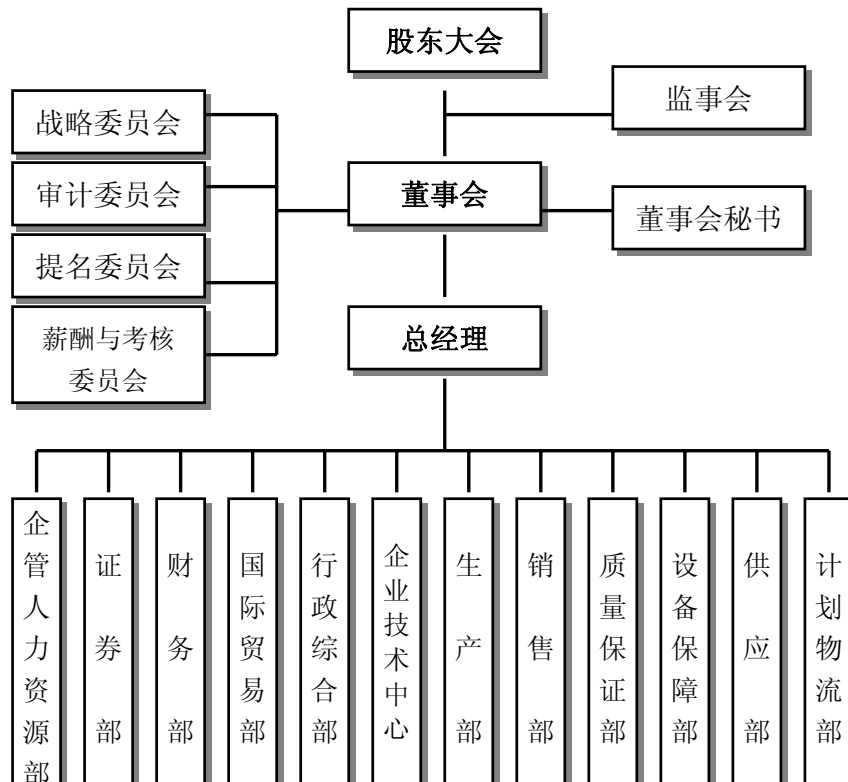 股东大会
监事会
战略委员会
审计委员会
董事会
董事会秘书
提名委员会
薪酬与考核
委员会
总经理
企管人力资源部
证券部
财务部
国际贸易部
行政综合部
企业技术中心
生产部
销售部
质量保证部
设备保障部
供应部
计划物流部